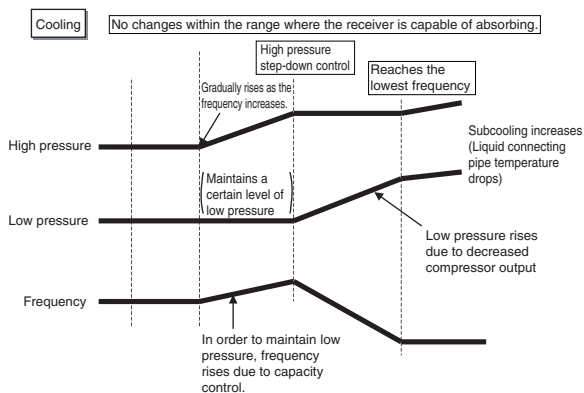 Cooling
No changes within the range where the receiver is capable of absorbing.
High pressure
step-down control
Reaches the
lowest frequency
Gradually rises as the
frequency increases.
High pressure
Subcooling increases
(Liquid connecting
pipe temperature
drops)
(Maintains a
certain level of
low pressure)
Low pressure
Low pressure rises
due to decreased
compressor output
Frequency
In order to maintain low
pressure, frequency
rises due to capacity
control.